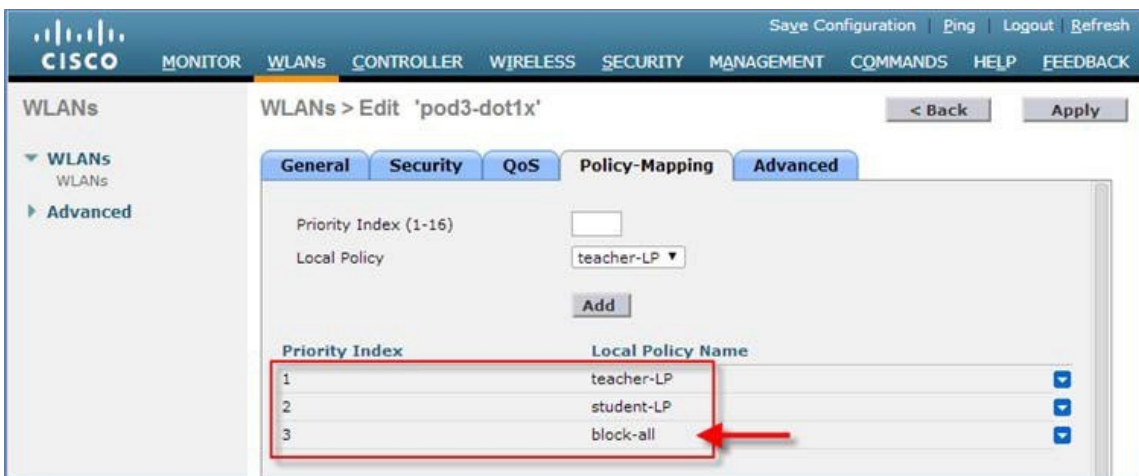 Save Configuration | Ping | Logout | Refresh
CISCO MONITOR WLANs CONTROLLER WIRELESS SECURITY MANAGEMENT COMMANDS HELP FEEDBACK
WLANs
WLANs > Edit 'pod3-dot1x'
< Back
Apply
WLANs
WLANs
Advanced
General Security QoS Policy-Mapping Advanced
Priority Index (1-16)
Local Policy teacher-LP
Add
Priority Index Local Policy Name
1 teacher-LP
2 student-LP
3 block-all